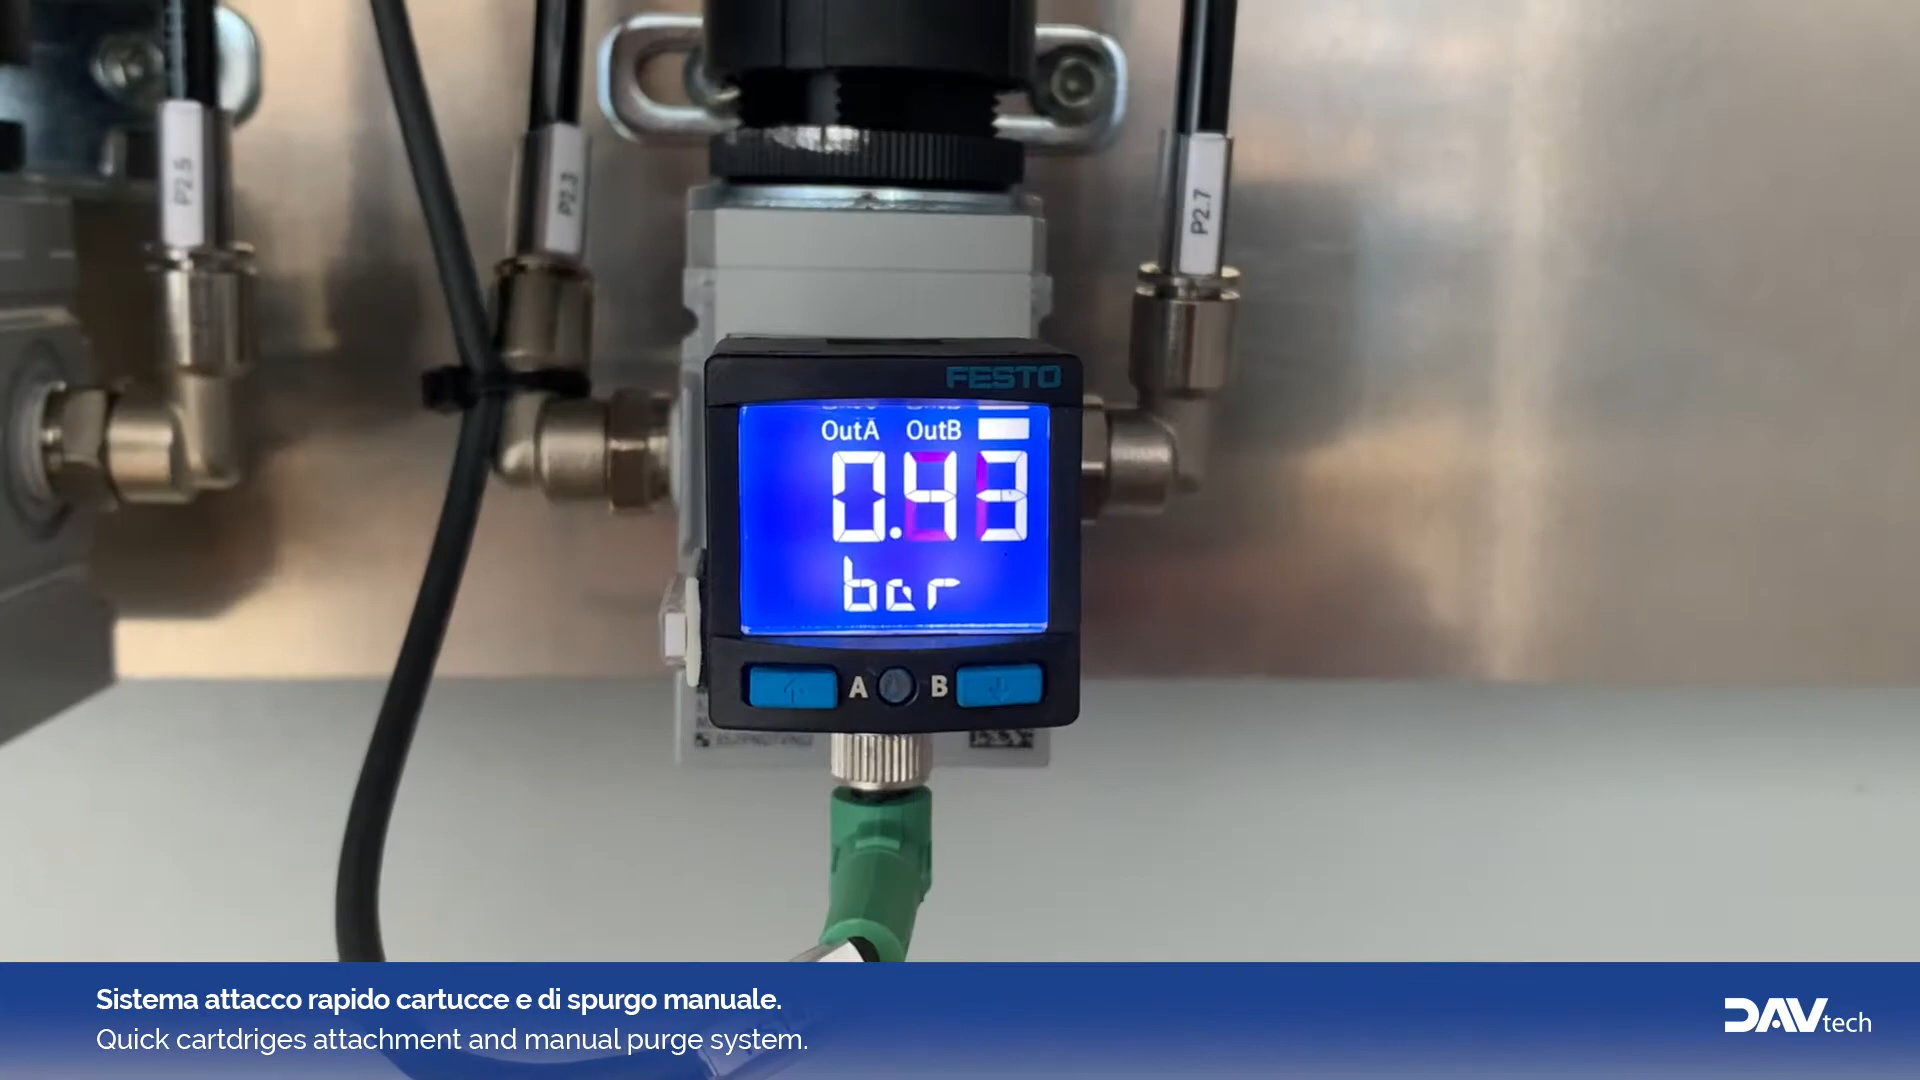 P2.5
P2.3
P2.7
FESTO
OutA OutB
0.43
bar
A B
Sistema attacco rapido cartucce e di spurgo manuale.
Quick cartdriges attachment and manual purge system.
DAVtech